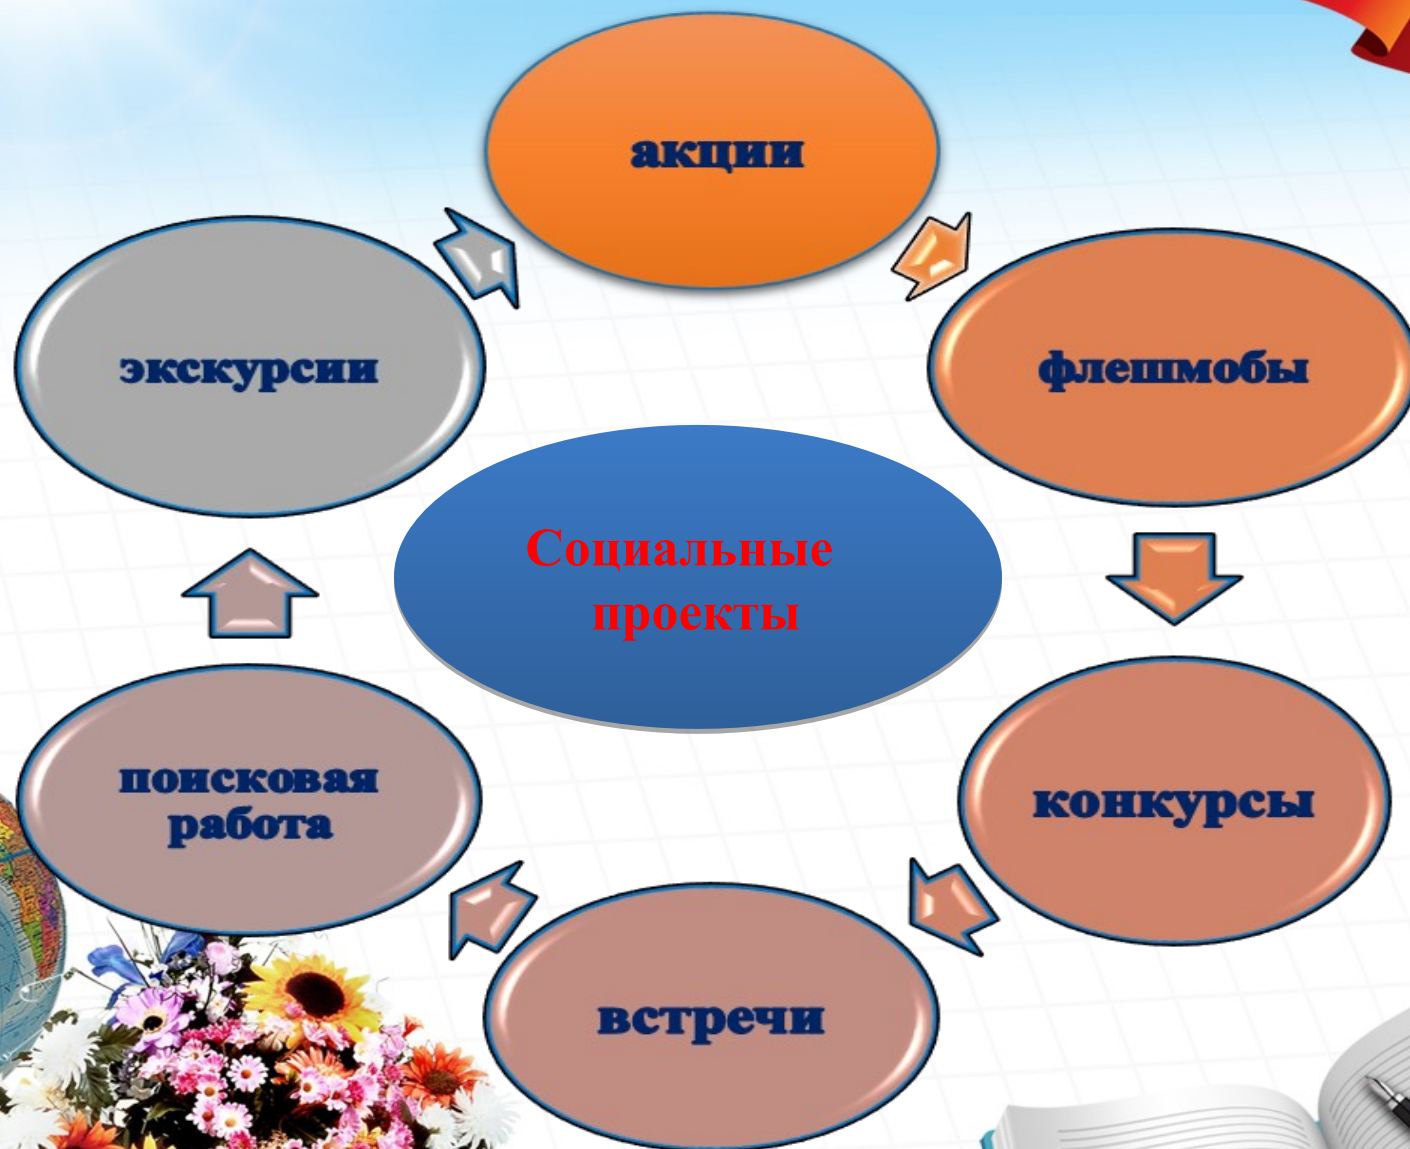 акции
экскурсии
флешмобы
Социальные
проекты
поисковая
работа
конкурсы
встречи